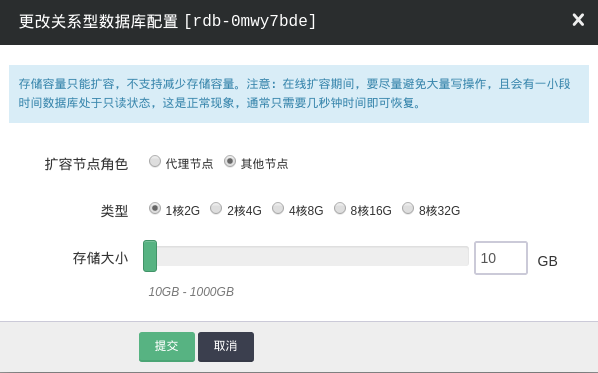 更改关系型数据库配置 [rdb-0mwy7bde]
存储容量只能扩容，不支持减少存储容量。注意：在线扩容期间，要尽量避免大量写操作，且会有一小段
时间数据库处于只读状态，这是正常现象，通常只需要几秒钟时间即可恢复。
扩容节点角色 代理节点 其他节点
类型 1核2G 2核4G 4核8G 8核16G 8核32G
存储大小 10 GB
10GB - 1000GB
提交 取消